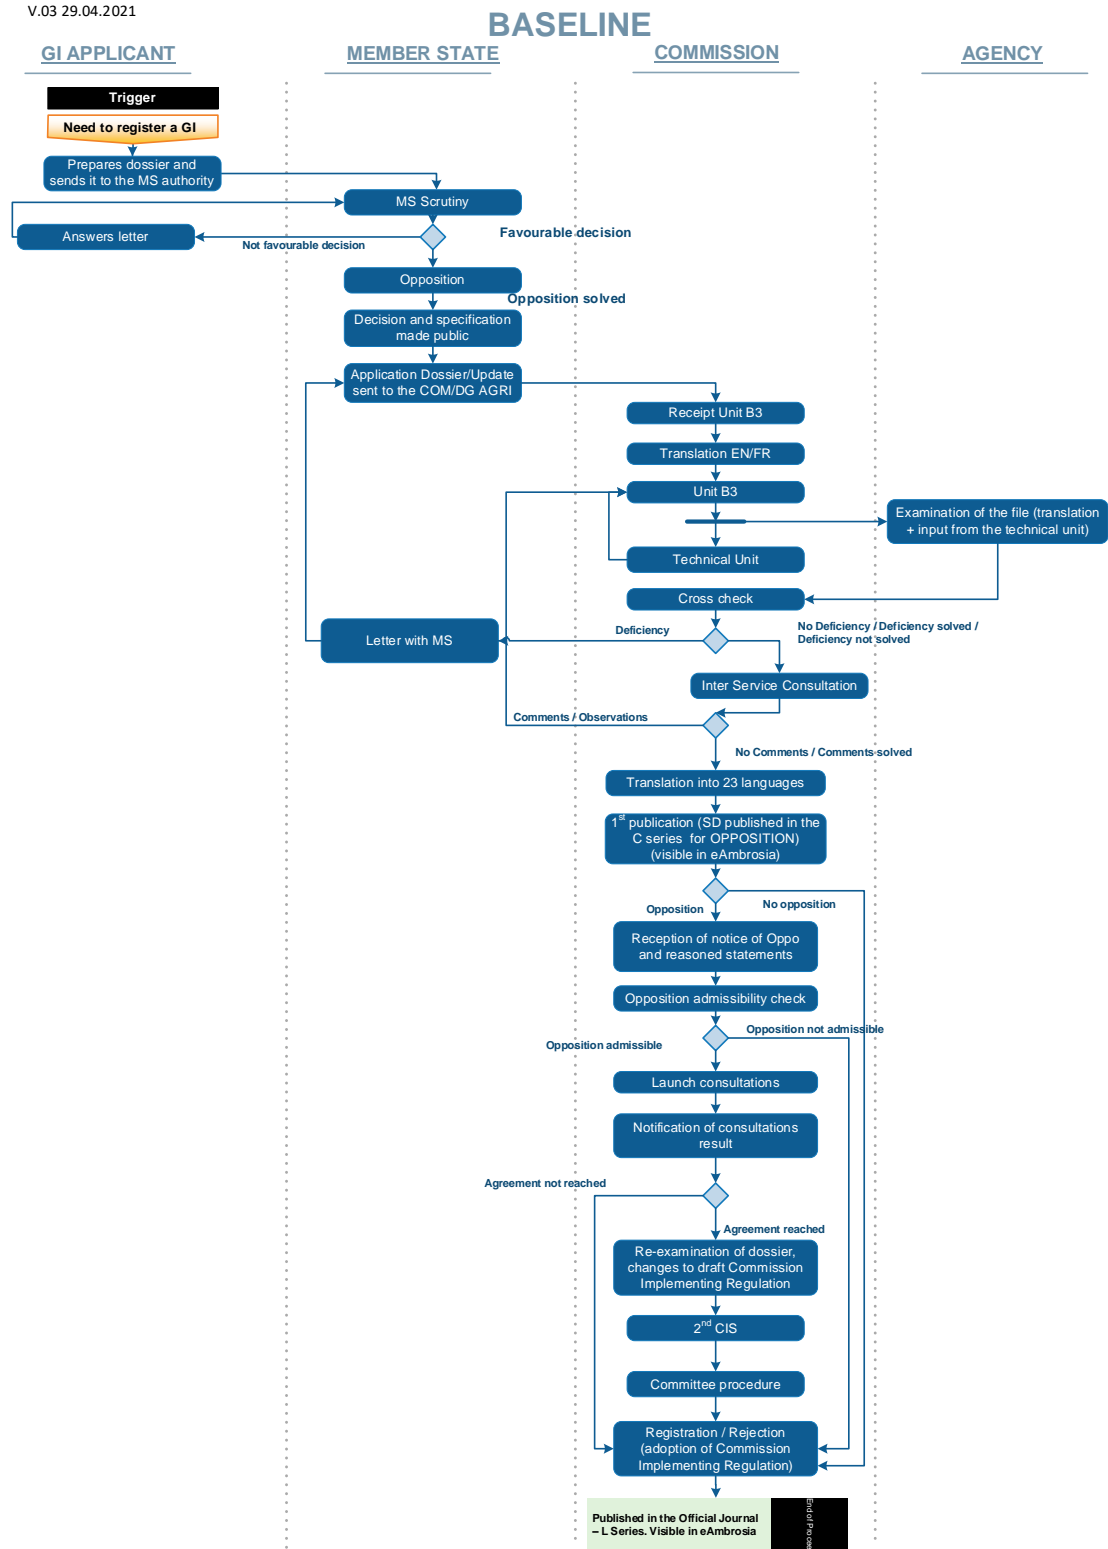 V.03 29.04.2021
BASELINE
GI APPLICANT
MEMBER STATE
COMMISSION
AGENCY
Trigger
Need to register a GI
Prepares dossier and
sends it to the MS authority
MS Scrutiny
Answers letter
Not favourable decision
Favourable decision
Opposition
Opposition solved
Decision and specification
made public
Application Dossier/Update
sent to the COM/DG AGRI
Receipt Unit B3
Translation EN/FR
Unit B3
Examination of the file (translation
+ input from the technical unit)
Technical Unit
Cross check
Letter with MS
Deficiency
No Deficiency / Deficiency solved /
Deficiency not solved
Inter Service Consultation
Comments / Observations
No Comments / Comments solved
Translation into 23 languages
1st publication (SD published in the
C series for OPPOSITION)
(visible in eAmbrosia)
Opposition
No opposition
Reception of notice of Oppo
and reasoned statements
Opposition admissibility check
Opposition not admissible
Opposition admissible
Launch consultations
Notification of consultations
result
Agreement not reached
Agreement reached
Re-examination of dossier,
changes to draft Commission
Implementing Regulation
2nd CIS
Committee procedure
Registration / Rejection
(adoption of Commission
Implementing Regulation)
Published in the Official Journal
– L Series. Visible in eAmbrosia
End of Proce